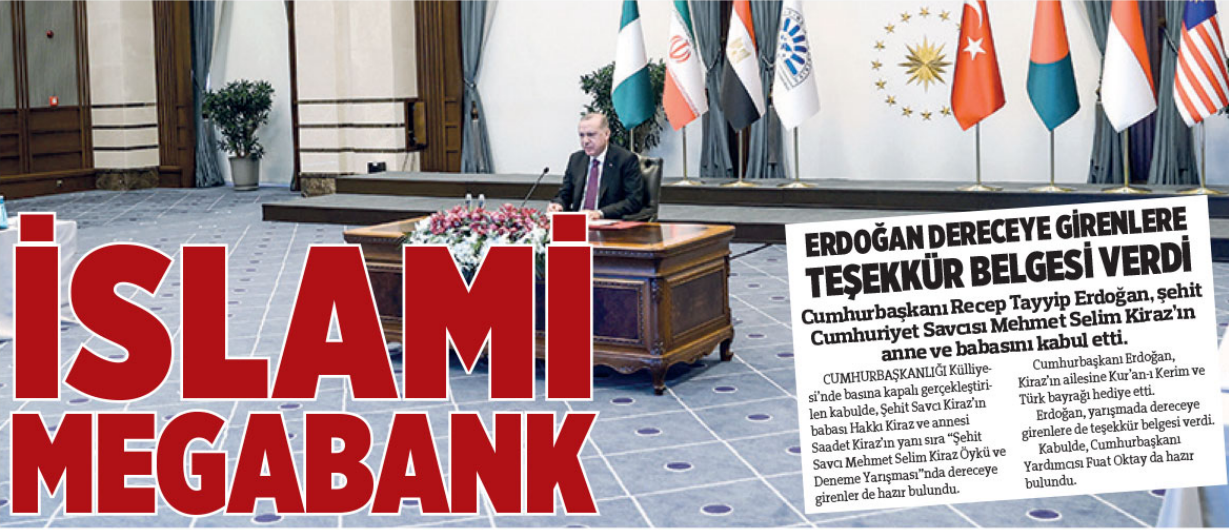 İSLAMİ
MEGABANK
ERDOĞAN DERECEYE GİRENLERE
TEŞEKKÜR BELGESİ VERDİ
Cumhurbaşkanı Recep Tayyip Erdoğan, şehit
Cumhuriyet Savcısı Mehmet Selim Kiraz'ın
anne ve babasını kabul etti.
CUMHURBAŞKANLIĞI Külliye-
si'nde basına kapalı gerçekleştiri-
len kabulde, Şehit Savcı Kiraz'ın
babası Hakkı Kiraz ve annesi
Saadet Kiraz'ın yanı sıra "Şehit
Savcı Mehmet Selim Kiraz Öykü ve
Deneme Yarışması"nda dereceye
girenler de hazır bulundu.
Cumhurbaşkanı Erdoğan,
Kiraz'ın ailesine Kur'an-ı Kerim ve
Türk bayrağı hediye etti.
Erdoğan, yarışmada dereceye
girenlere de teşekkür belgesi verdi.
Kabulde, Cumhurbaşkanı
Yardımcısı Fuat Oktay da hazır
bulundu.